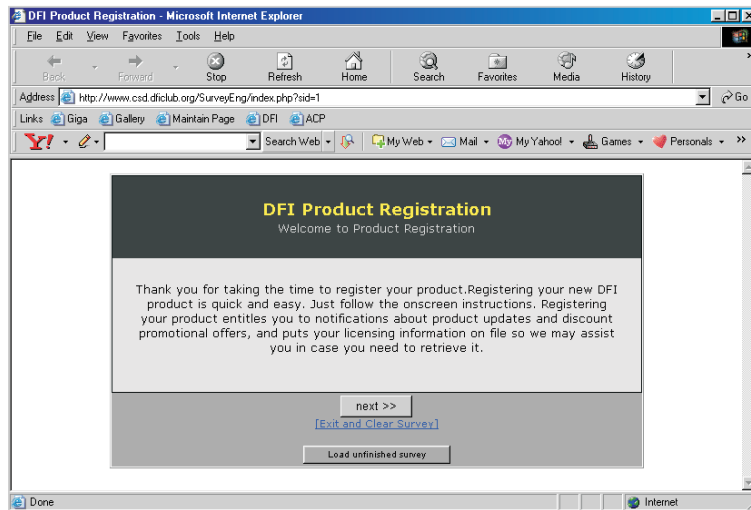 DFI Product Registration - Microsoft Internet Explorer
File Edit View Favorites Tools Help
Back Forward Stop Refresh Home Search Favorites Media History »
Address http://www.csd.dficlub.org/SurveyEng/index.php?sid=1 Go
Links Giga Gallery Maintain Page DFI ACP
Y! Search Web My Web Mail My Yahoo! Games Personals »
DFI Product Registration
Welcome to Product Registration
Thank you for taking the time to register your product.Registering your new DFI
product is quick and easy. Just follow the onscreen instructions. Registering
your product entitles you to notifications about product updates and discount
promotional offers, and puts your licensing information on file so we may assist
you in case you need to retrieve it.
next >>
[Exit and Clear Survey]
Load unfinished survey
Done Internet